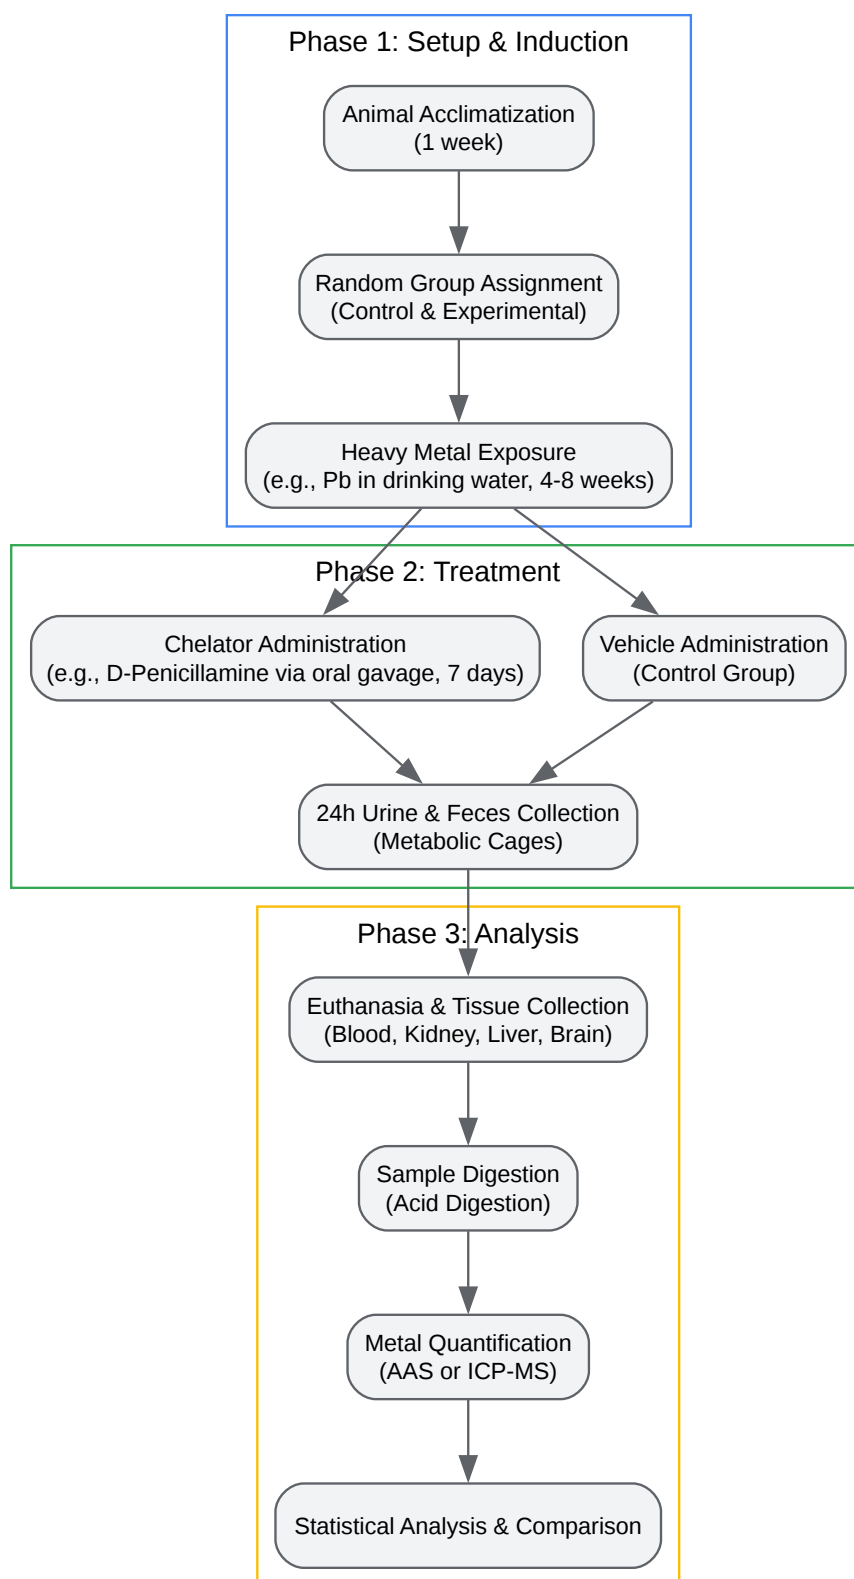 Phase 1: Setup & Induction
Animal Acclimatization
(1 week)
Random Group Assignment
(Control & Experimental)
Heavy Metal Exposure
(e.g., Pb in drinking water, 4-8 weeks)
Phase 2: Treatment
Chelator Administration
(e.g., D-Penicillamine via oral gavage, 7 days)
Vehicle Administration
(Control Group)
24h Urine & Feces Collection
(Metabolic Cages)
Phase 3: Analysis
Euthanasia & Tissue Collection
(Blood, Kidney, Liver, Brain)
Sample Digestion
(Acid Digestion)
Metal Quantification
(AAS or ICP-MS)
Statistical Analysis & Comparison